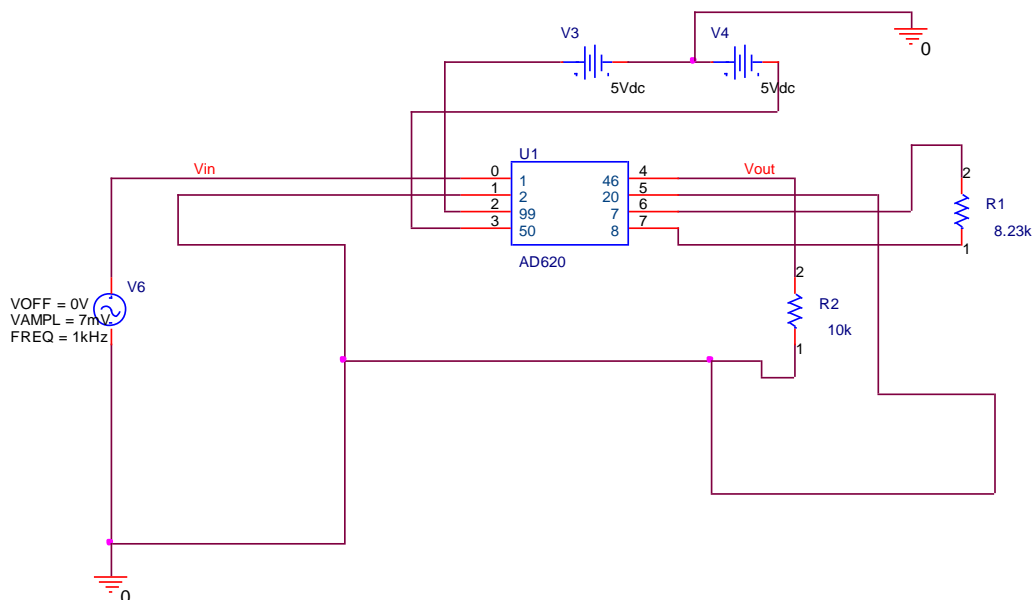 V3
V4
0
5Vdc
5Vdc
U1
Vin
Vout
0
1
4
46
1
2
5
20
2
99
6
7
3
50
7
8
2
R1
8.23k
1
AD620
V6
VOFF = 0V
VAMPL = 7mV
FREQ = 1kHz
2
R2
10k
1
0